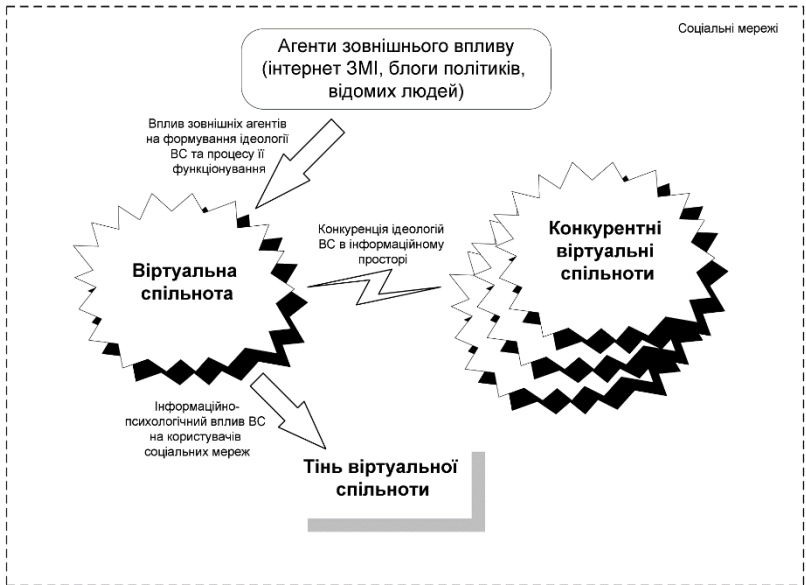 Соціальні мережі
Агенти зовнішнього впливу
(інтернет ЗМІ, блоги політиків,
відомих людей)
Вплив зовнішніх агентів
на формування ідеології
ВС та процесу її
функціонування
Конкуренція ідеологій
ВС в інформаційному
просторі
Конкурентні
віртуальні
спільноти
Віртуальна
спільнота
Інформаційно-
психологічний вплив ВС
на користувачів
соціальних мереж
Тінь віртуальної
спільноти